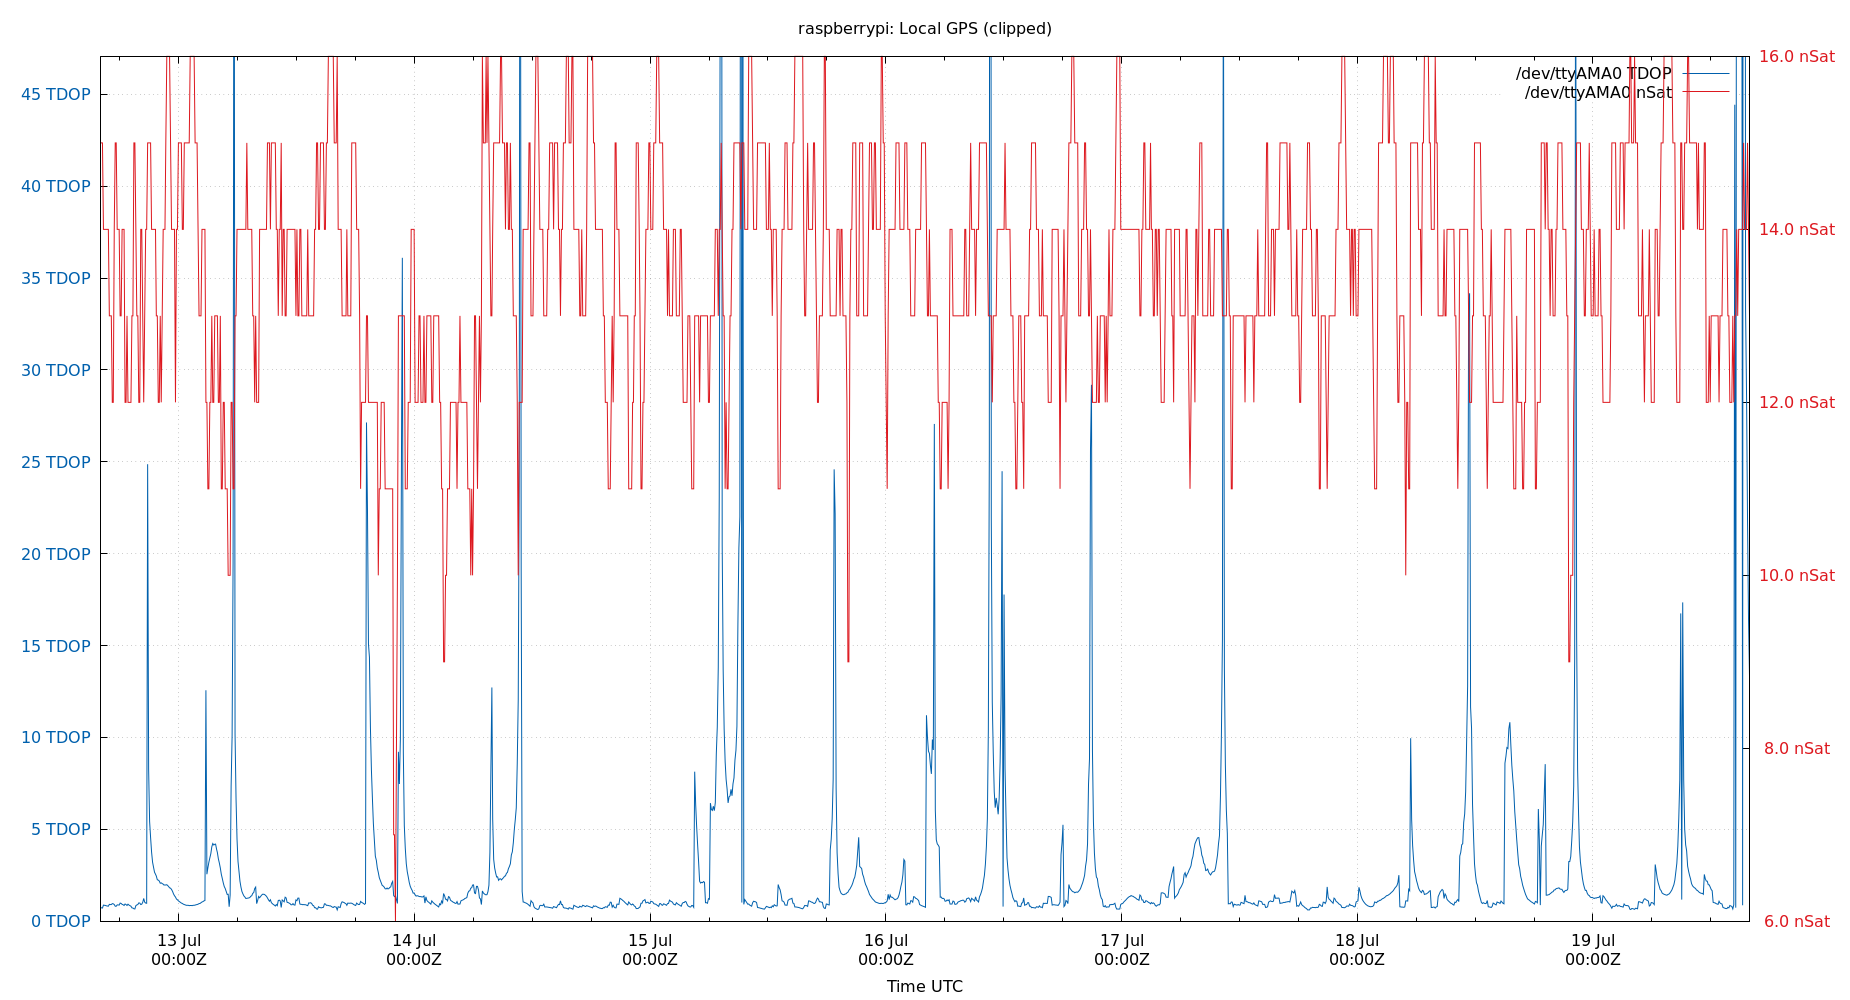 raspberrypi: Local GPS (clipped)
/dev/ttyAMA0 TDOP
/dev/ttyAMA0 nSat
45 TDOP
40 TDOP
35 TDOP
30 TDOP
25 TDOP
20 TDOP
15 TDOP
10 TDOP
5 TDOP
0 TDOP
16.0 nSat
14.0 nSat
12.0 nSat
10.0 nSat
8.0 nSat
6.0 nSat
13 Jul
00:00Z
14 Jul
00:00Z
15 Jul
00:00Z
16 Jul
00:00Z
17 Jul
00:00Z
18 Jul
00:00Z
19 Jul
00:00Z
Time UTC